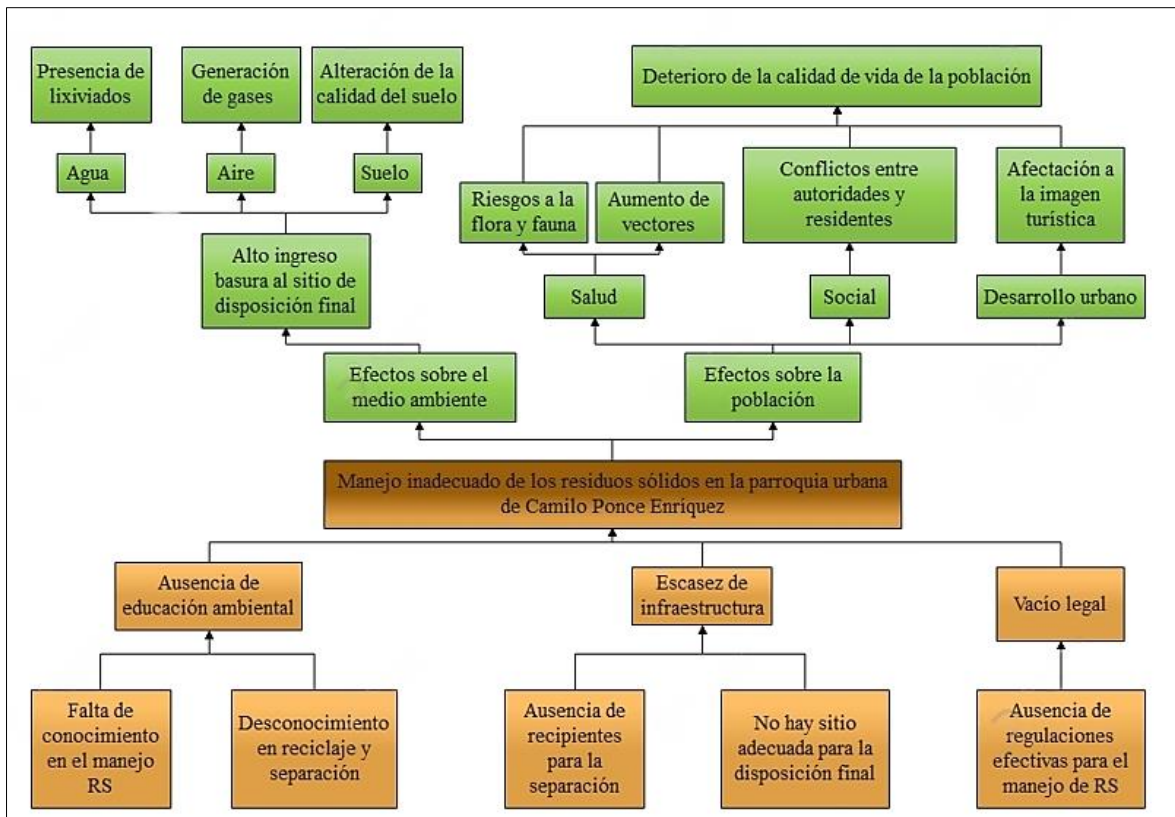 Presencia de
lixiviados
Generación
de gases
Alteración de la
calidad del suelo
Deterioro de la calidad de vida de la población
Agua
Aire
Suelo
Riesgos a la
flora y fauna
Aumento de
vectores
Conflictos entre
autoridades y
residentes
Afectación a
la imagen
turística
Alto ingreso
basura al sitio de
disposición final
Salud
Social
Desarrollo urbano
Efectos sobre el
medio ambiente
Efectos sobre la
población
Manejo inadecuado de los residuos sólidos en la parroquia urbana
de Camilo Ponce Enríquez
Ausencia de
educación ambiental
Escasez de
infraestructura
Vacío legal
Falta de
conocimiento
en el manejo
RS
Desconocimiento
en reciclaje y
separación
Ausencia de
recipientes
para la
separación
No hay sitio
adecuada para la
disposición final
Ausencia de
regulaciones
efectivas para el
manejo de RS